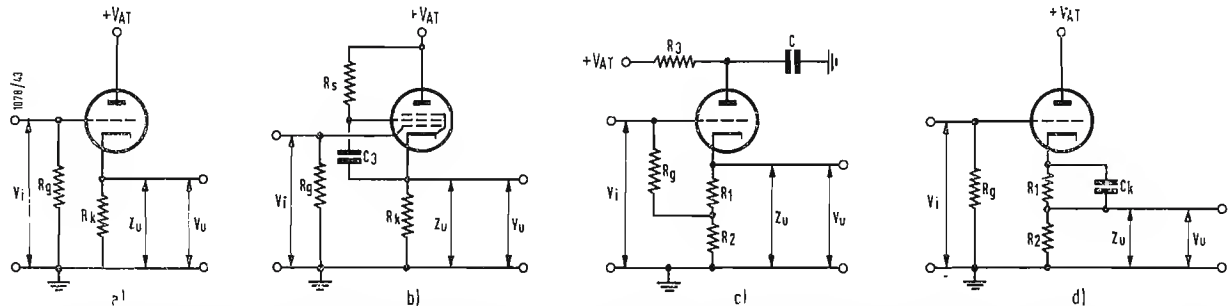 +VAT
1078/43
Vi
Rg
Rk
Zu
Vu
a)
+VAT
Rs
C3
Vi
Rg
Rk
Zu
Vu
b)
+VAT
R3
C
Vi
Rg
R1
R2
Zu
Vu
c)
+VAT
Vi
Rg
R1
Ck
R2
Zu
Vu
d)